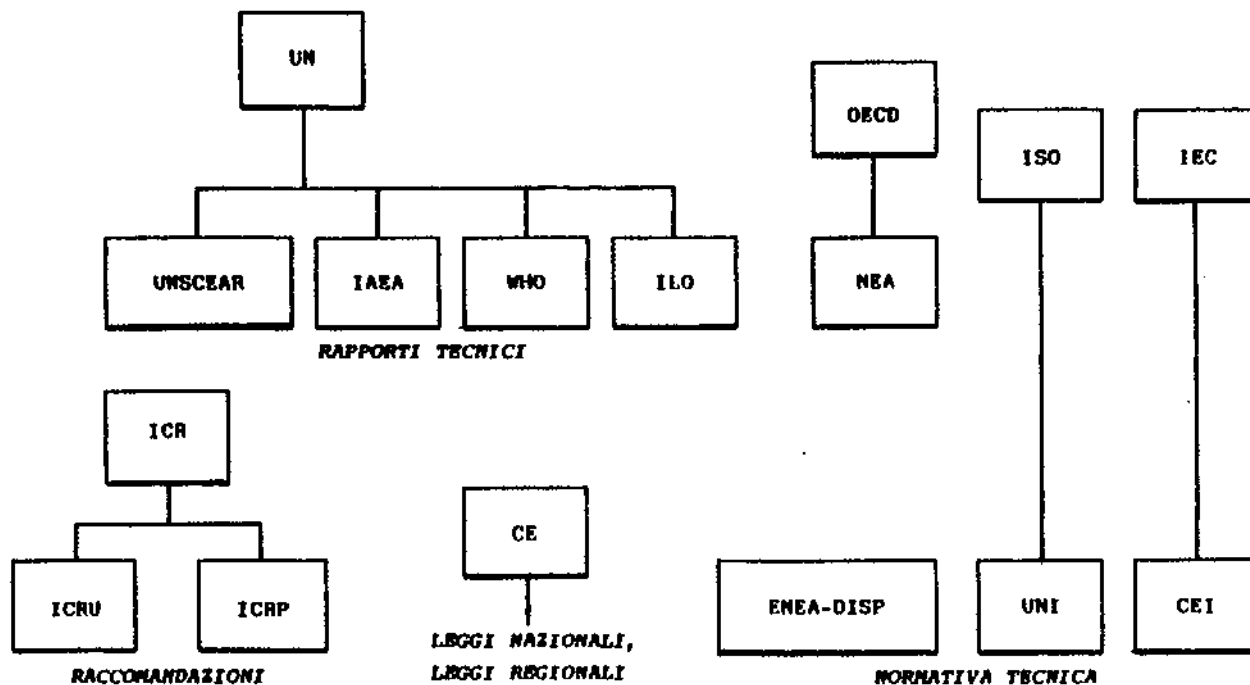 UN
OECD
ISO
IEC
UNSCEAR
IAEA
WHO
ILO
NEA
RAPPORTI TECNICI
ICR
CE
ICRU
ICRP
ENEA-DISP
UNI
CEI
LEGGI NAZIONALI,
LEGGI REGIONALI
RACCOMANDAZIONI
NORMATIVA TECNICA